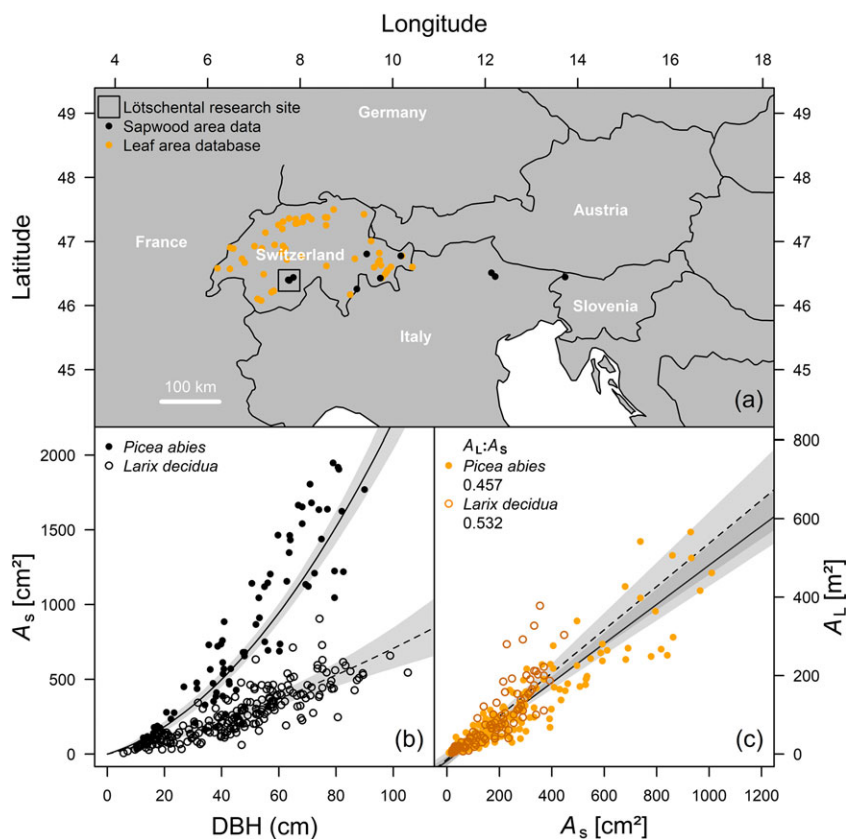 Longitude
4 6 8 10 12 14 16 18
Latitude
49
48
47
46
45
49
48
47
46
45
Lötschental research site
Sapwood area data
Leaf area database
Germany
France
Switzerland
Austria
Slovenia
Italy
100 km
(a)
Picea abies
Larix decidua
2000
1500
1000
500
0
As [cm²]
(b)
0 20 40 60 80 100
DBH (cm)
AL:AS
Picea abies
0.457
Larix decidua
0.532
800
600
400
200
0
AL [m²]
(c)
0 200 400 600 800 1000 1200
As [cm²]